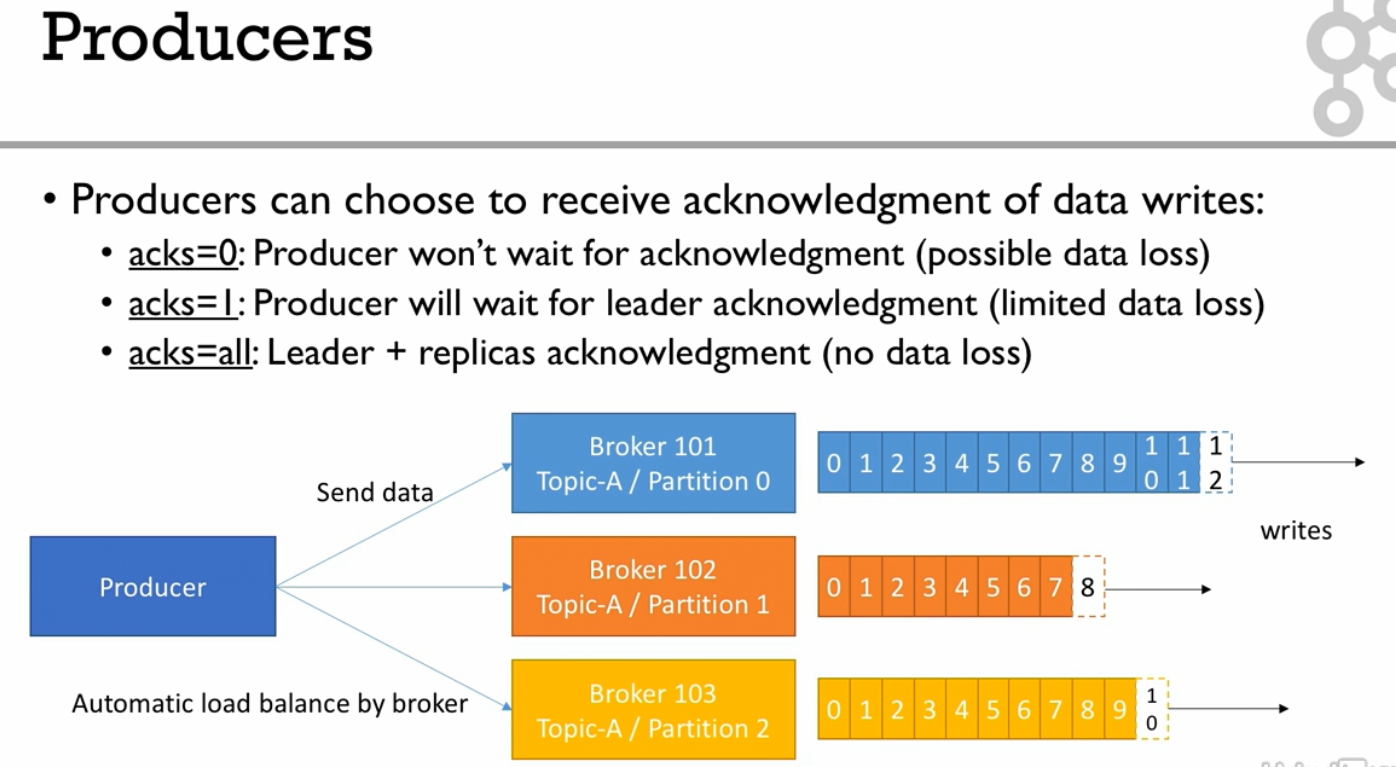 Producers
• Producers can choose to receive acknowledgment of data writes:
• acks=0: Producer won't wait for acknowledgment (possible data loss)
• acks=1: Producer will wait for leader acknowledgment (limited data loss)
• acks=all: Leader + replicas acknowledgment (no data loss)
Send data
Producer
Automatic load balance by broker
Broker 101
Topic-A / Partition 0
0 1 2 3 4 5 6 7 8 9 10 11 12
writes
Broker 102
Topic-A / Partition 1
0 1 2 3 4 5 6 7 8
Broker 103
Topic-A / Partition 2
0 1 2 3 4 5 6 7 8 9 10